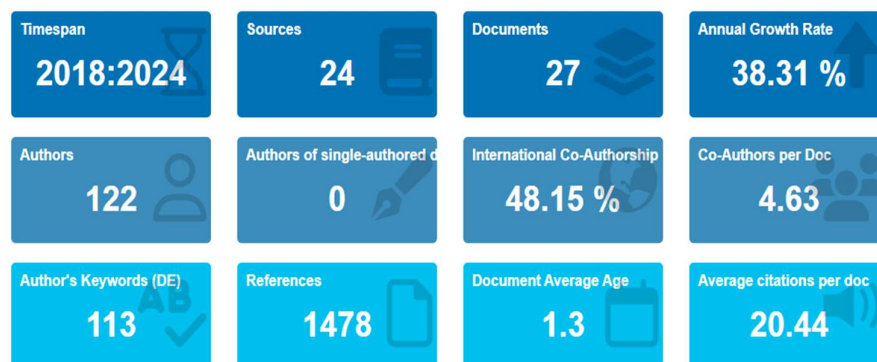 Timespan
2018:2024
Sources
24
Documents
27
Annual Growth Rate
38.31 %
Authors
122
Authors of single-authored d
0
International Co-Authorship
48.15 %
Co-Authors per Doc
4.63
Author's Keywords (DE)
113
AB
References
1478
Document Average Age
1.3
Average citations per doc
20.44